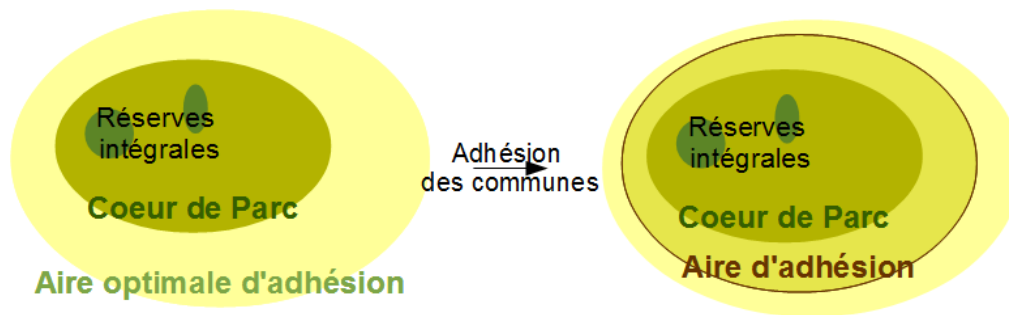 Réserves
intégrales
Coeur de Parc
Aire optimale d'adhésion
Adhésion
des communes
Réserves
intégrales
Coeur de Parc
Aire d'adhésion